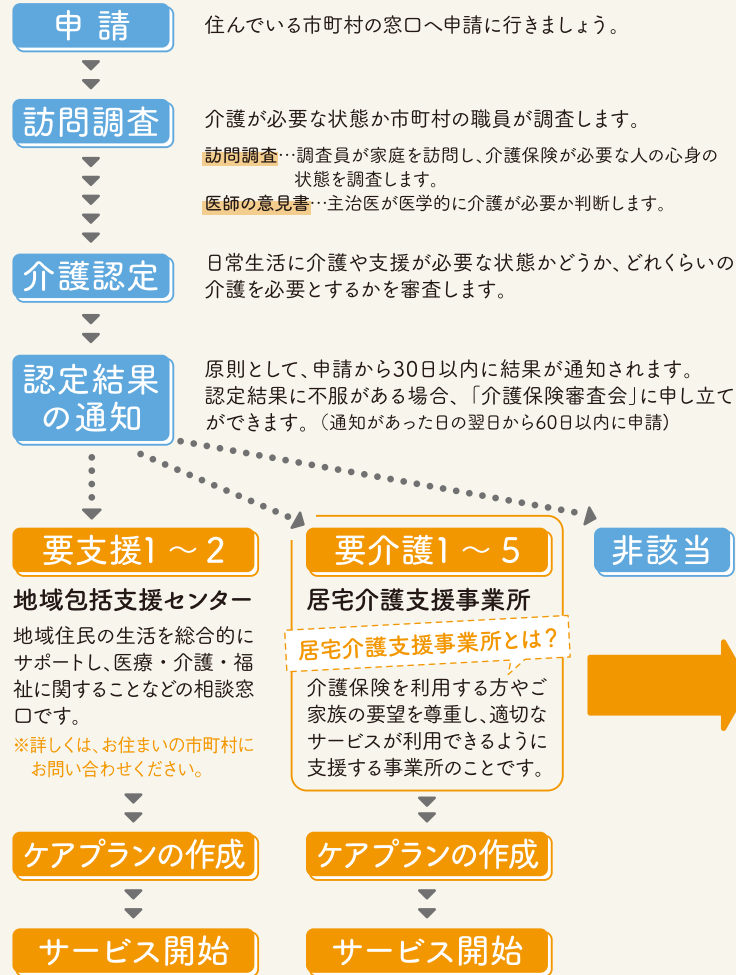 申請
住んでいる市町村の窓口へ申請に行きましょう。
訪問調査
介護が必要な状態か市町村の職員が調査します。
訪問調査…調査員が家庭を訪問し、介護保険が必要な人の心身の
状態を調査します。
医師の意見書…主治医が医学的に介護が必要か判断します。
介護認定
日常生活に介護や支援が必要な状態かどうか、どれくらいの
介護を必要とするかを審査します。
認定結果
の通知
原則として、申請から30日以内に結果が通知されます。
認定結果に不服がある場合、「介護保険審査会」に申し立て
ができます。（通知があった日の翌日から60日以内に申請）
要支援1～2
地域包括支援センター
地域住民の生活を総合的に
サポートし、医療・介護・福
祉に関することなどの相談窓
口です。
※詳しくは、お住まいの市町村に
お問い合わせください。
ケアプランの作成
サービス開始
要介護1～5
居宅介護支援事業所
居宅介護支援事業所とは？
介護保険を利用する方やご
家族の要望を尊重し、適切な
サービスが利用できるように
支援する事業所のことです。
ケアプランの作成
サービス開始
非該当